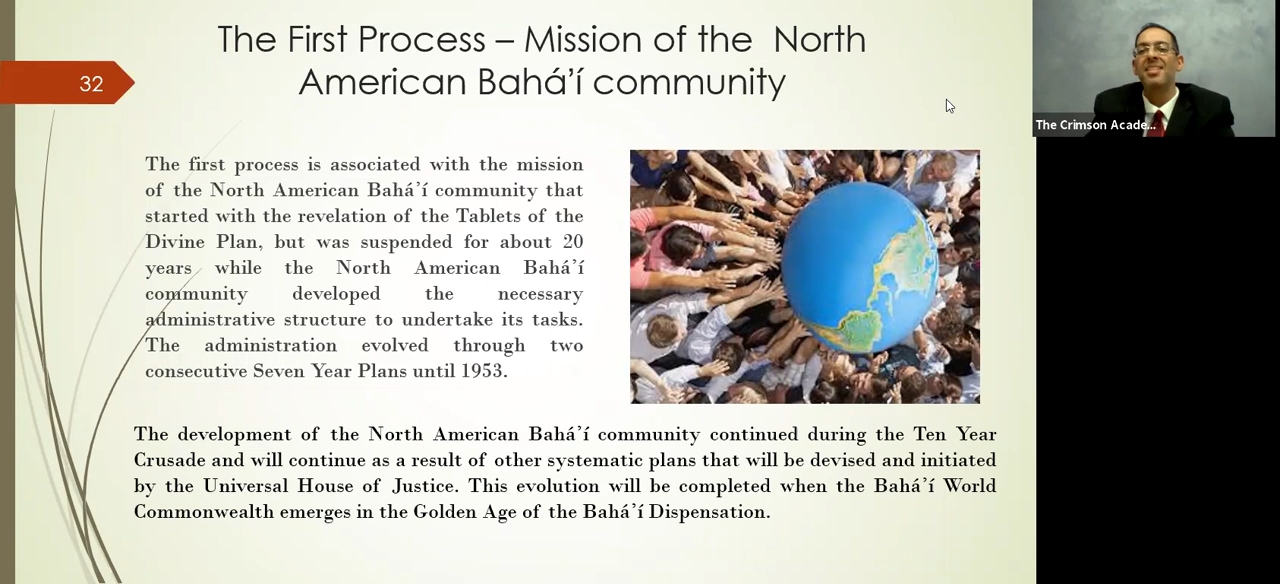 The First Process – Mission of the North
American Bahá’í community
32
The first process is associated with the mission
of the North American Bahá’í community that
started with the revelation of the Tablets of the
Divine Plan, but was suspended for about 20
years while the North American Bahá’í
community developed the necessary
administrative structure to undertake its tasks.
The administration evolved through two
consecutive Seven Year Plans until 1953.
The development of the North American Bahá’í community continued during the Ten Year
Crusade and will continue as a result of other systematic plans that will be devised and initiated
by the Universal House of Justice. This evolution will be completed when the Bahá’í World
Commonwealth emerges in the Golden Age of the Bahá’í Dispensation.
The Crimson Acade...